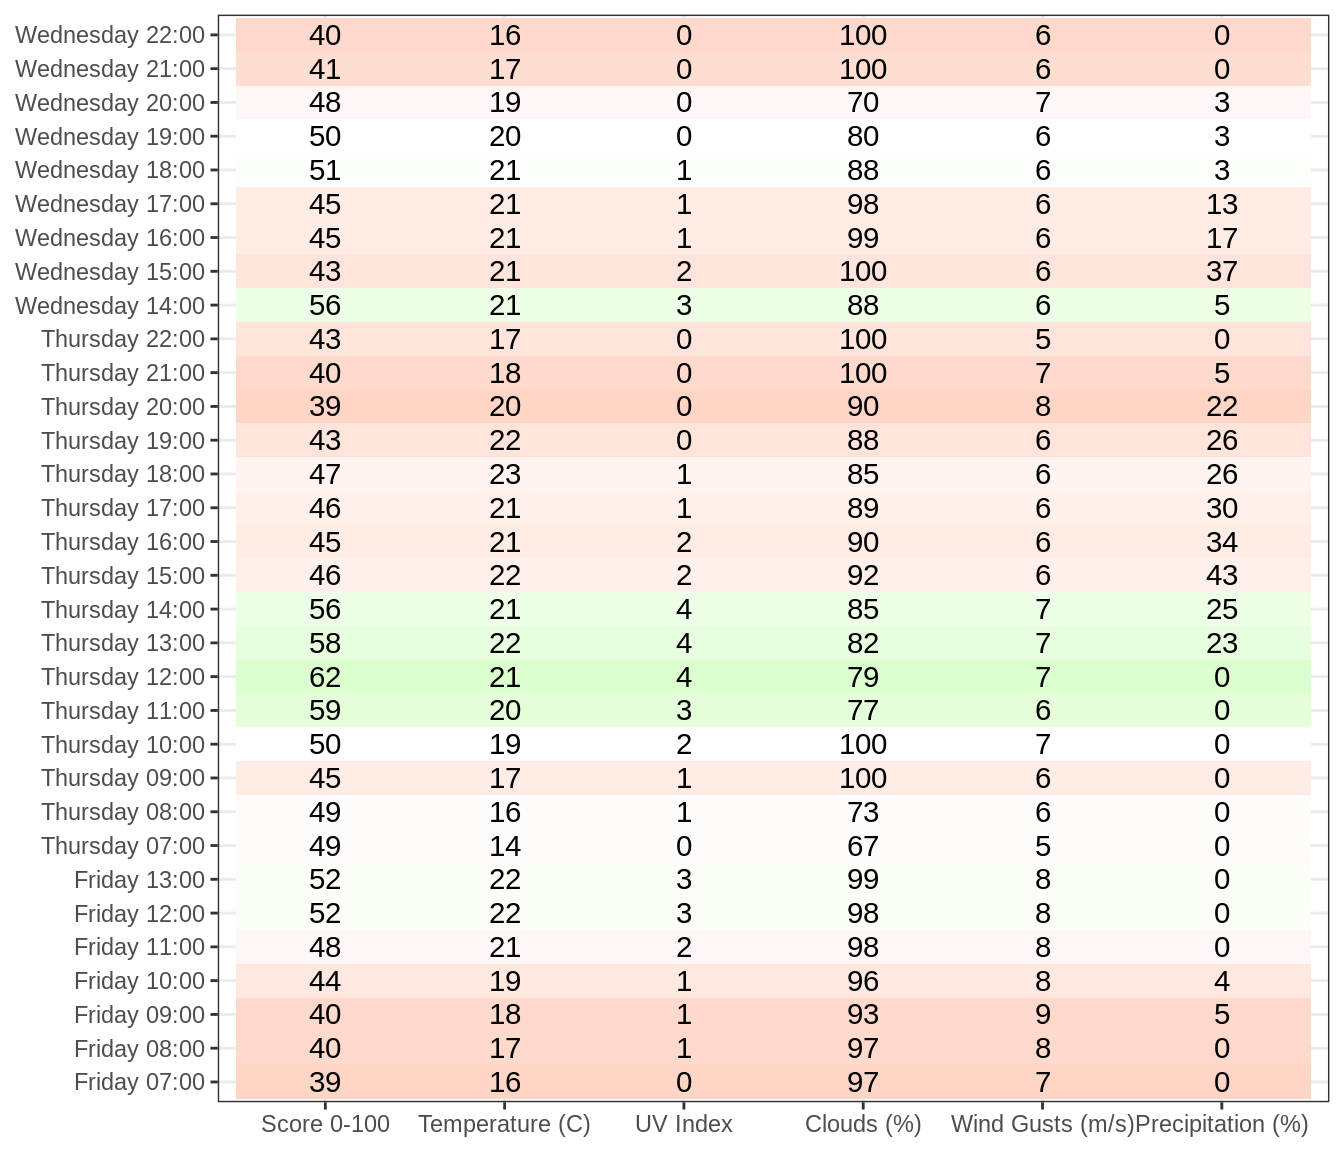 Wednesday 22:00 40 16 0 100 6 0
Wednesday 21:00 41 17 0 100 6 0
Wednesday 20:00 48 19 0 70 7 3
Wednesday 19:00 50 20 0 80 6 3
Wednesday 18:00 51 21 1 88 6 3
Wednesday 17:00 45 21 1 98 6 13
Wednesday 16:00 45 21 1 99 6 17
Wednesday 15:00 43 21 2 100 6 37
Wednesday 14:00 56 21 3 88 6 5
Thursday 22:00 43 17 0 100 5 0
Thursday 21:00 40 18 0 100 7 5
Thursday 20:00 39 20 0 90 8 22
Thursday 19:00 43 22 0 88 6 26
Thursday 18:00 47 23 1 85 6 26
Thursday 17:00 46 21 1 89 6 30
Thursday 16:00 45 21 2 90 6 34
Thursday 15:00 46 22 2 92 6 43
Thursday 14:00 56 21 4 85 7 25
Thursday 13:00 58 22 4 82 7 23
Thursday 12:00 62 21 4 79 7 0
Thursday 11:00 59 20 3 77 6 0
Thursday 10:00 50 19 2 100 7 0
Thursday 09:00 45 17 1 100 6 0
Thursday 08:00 49 16 1 73 6 0
Thursday 07:00 49 14 0 67 5 0
Friday 13:00 52 22 3 99 8 0
Friday 12:00 52 22 3 98 8 0
Friday 11:00 48 21 2 98 8 0
Friday 10:00 44 19 1 96 8 4
Friday 09:00 40 18 1 93 9 5
Friday 08:00 40 17 1 97 8 0
Friday 07:00 39 16 0 97 7 0
Score 0-100 Temperature (C) UV Index Clouds (%) Wind Gusts (m/s) Precipitation (%)